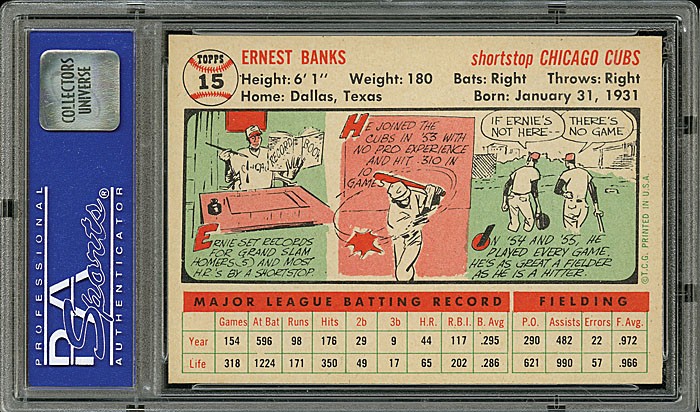 COLLECTORS
UNIVERSE
PROFESSIONAL
PSA
Sports®
AUTHENTICATOR
TOPPS
15
ERNEST BANKS
shortstop CHICAGO CUBS
Height: 6' 1" Weight: 180 Bats: Right Throws: Right
Home: Dallas, Texas Born: January 31, 1931
RECORD BOOK
CHICA
ERNIE SET RECORDS
FOR GRAND SLAM
HOMERS (5) AND MOST
HR'S BY A SHORTSTOP.
HE JOINED THE
CUBS IN '53 WITH
NO PRO EXPERIENCE
AND HIT .310 IN
10
GAMES
IF ERNIE'S
NOT HERE--
THERE'S
NO GAME
IN '54 AND '55, HE
PLAYED EVERY GAME,
HE'S AS GREAT A FIELDER
AS HE IS A HITTER.
©T.C.G. PRINTED IN U.S.A.
MAJOR LEAGUE BATTING RECORD FIELDING
Games At Bat Runs Hits 2b 3b H.R. R.B.I. B. Avg P.O. Assists Errors F. Avg.
Year 154 596 98 176 29 9 44 117 .295 290 482 22 .972
Life 318 1224 171 350 49 17 65 202 .286 621 990 57 .966